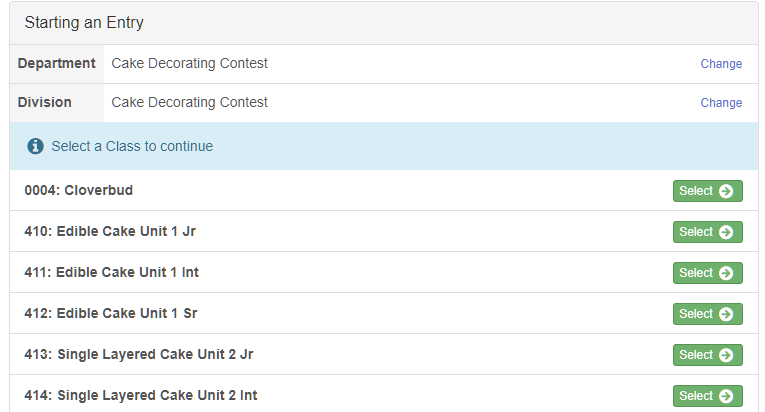 Starting an Entry
Department Cake Decorating Contest Change
Division Cake Decorating Contest Change
Select a Class to continue
0004: Cloverbud Select
410: Edible Cake Unit 1 Jr Select
411: Edible Cake Unit 1 Int Select
412: Edible Cake Unit 1 Sr Select
413: Single Layered Cake Unit 2 Jr Select
414: Single Layered Cake Unit 2 Int Select